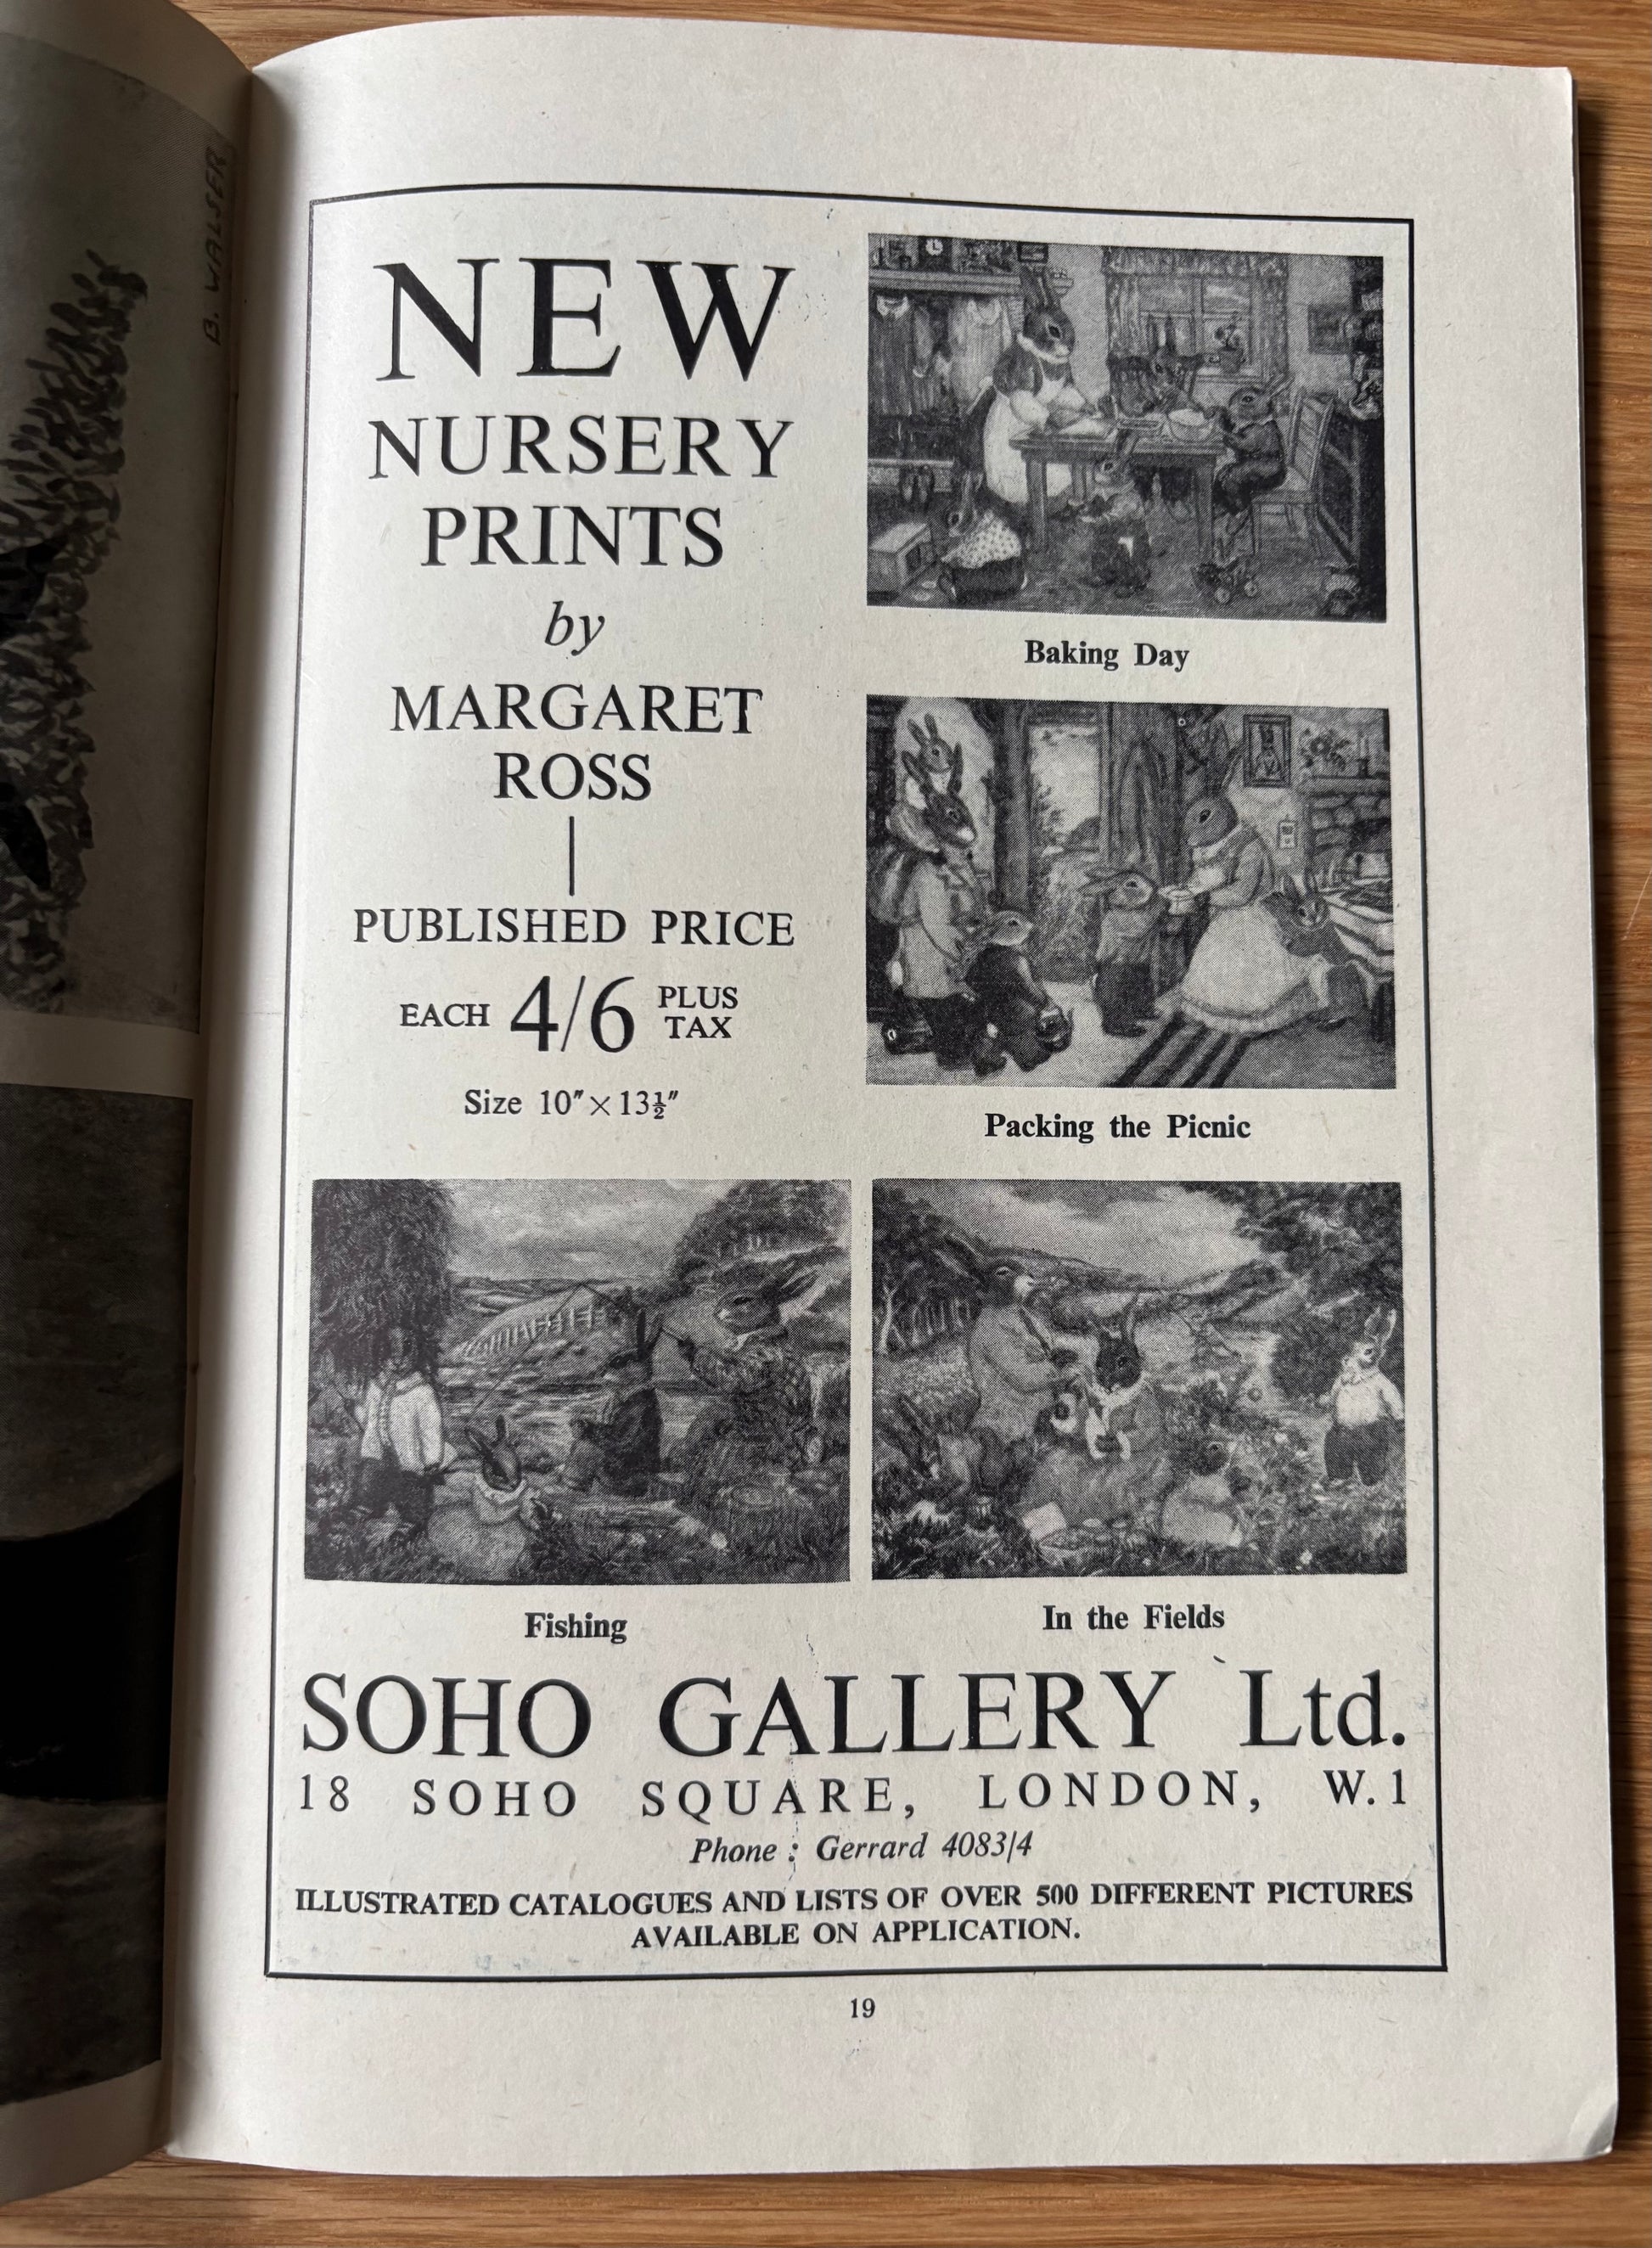 B. WALSER
NEW
NURSERY
PRINTS
by
MARGARET
ROSS
PUBLISHED PRICE
EACH 4/6 PLUS TAX
Size 10″ × 13½″
Baking Day
Packing the Picnic
Fishing
In the Fields
SOHO GALLERY Ltd.
18 SOHO SQUARE, LONDON, W.1
Phone : Gerrard 4083/4
ILLUSTRATED CATALOGUES AND LISTS OF OVER 500 DIFFERENT PICTURES
AVAILABLE ON APPLICATION.
19